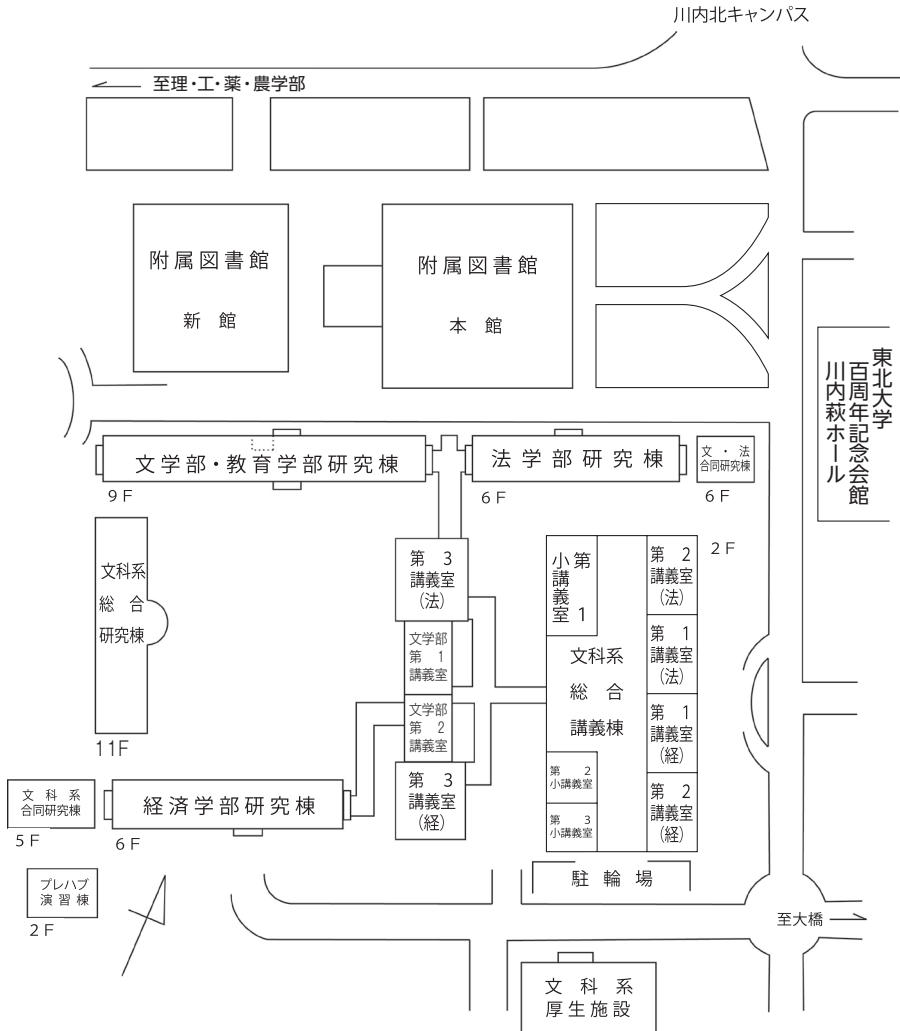 川内北キャンパス
至理・工・薬・農学部
附属図書館
新館
附属図書館
本館
東北大学
百周年記念会館
川内萩ホール
文学部・教育学部研究棟
9F
法学部研究棟
6F
文・法
合同研究棟
6F
文科系
総合
研究棟
11F
第3
講義室
(法)
文学部
第1
講義室
文学部
第2
講義室
第3
講義室
(経)
第1
小講義室
文科系
総合
講義棟
第2
小講義室
第3
小講義室
2F
第2
講義室
(法)
第1
講義室
(法)
第1
講義室
(経)
第2
講義室
(経)
文科系
合同研究棟
5F
経済学部研究棟
6F
プレハブ
演習棟
2F
駐輪場
至大橋
文科系
厚生施設